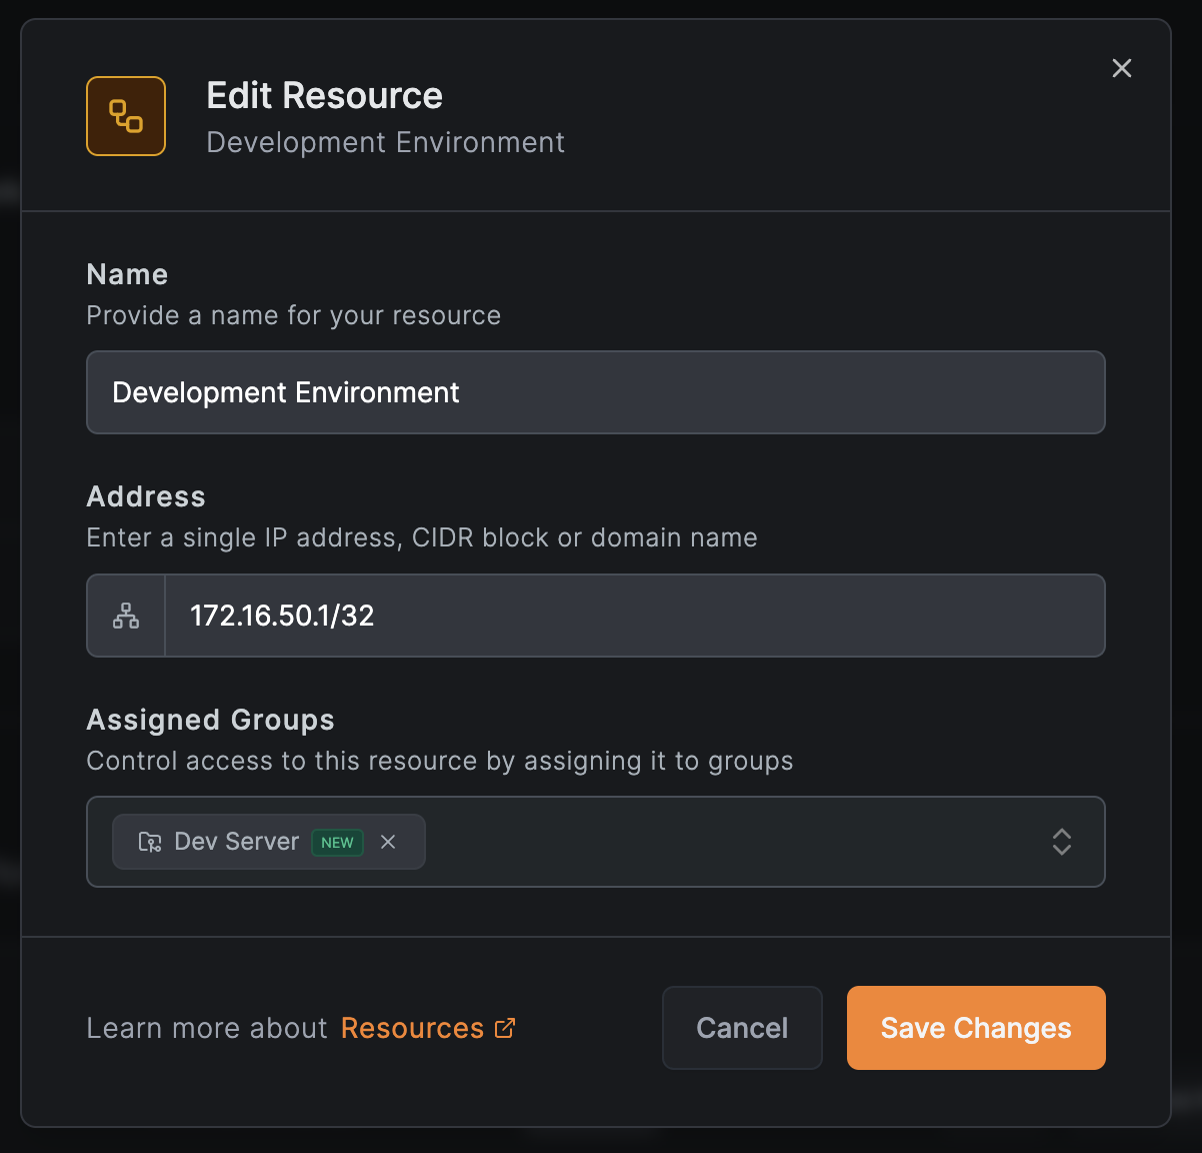 Edit Resource
Development Environment
Name
Provide a name for your resource
Development Environment
Address
Enter a single IP address, CIDR block or domain name
172.16.50.1/32
Assigned Groups
Control access to this resource by assigning it to groups
Dev Server NEW
Learn more about Resources
Cancel
Save Changes